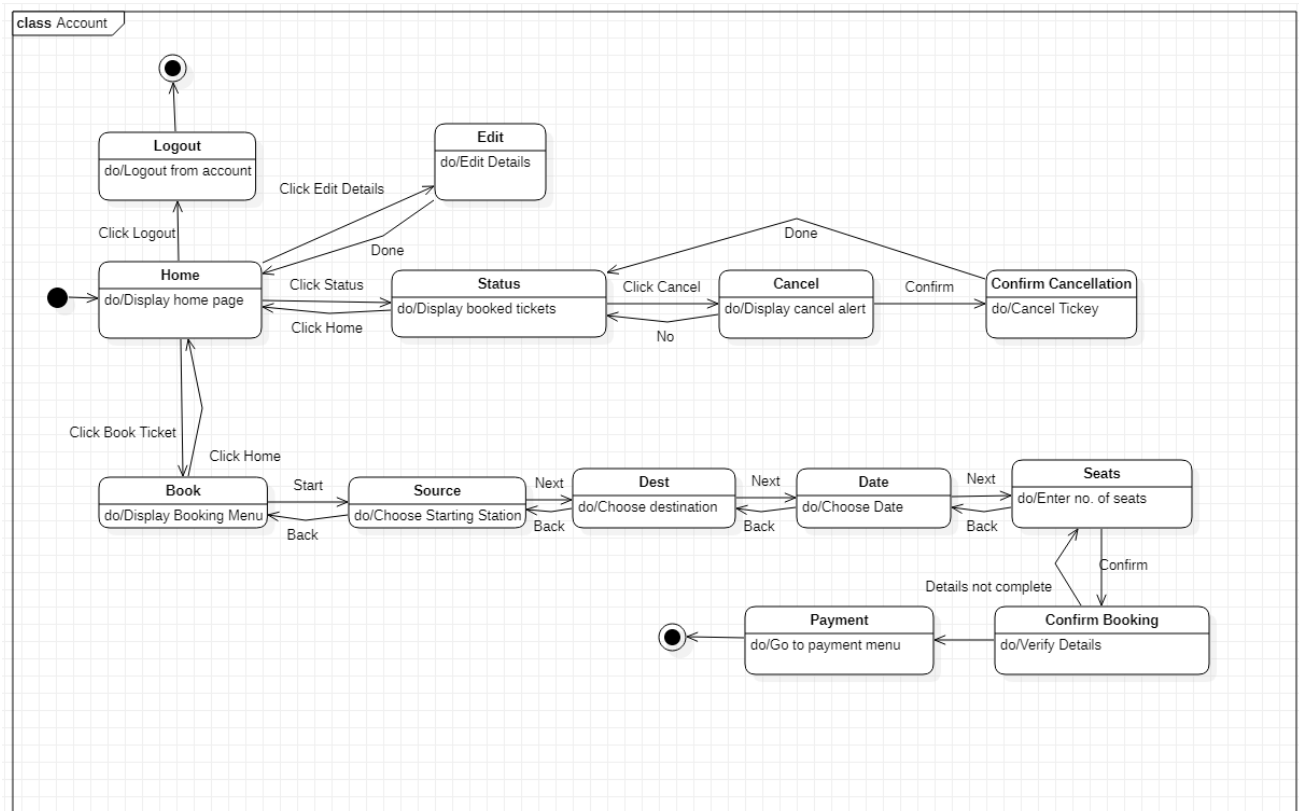 class Account
Logout
do/Logout from account
Edit
do/Edit Details
Click Edit Details
Click Logout
Done
Done
Home
do/Display home page
Click Status
Click Home
Status
do/Display booked tickets
Click Cancel
No
Cancel
do/Display cancel alert
Confirm
Confirm Cancellation
do/Cancel Tickey
Click Book Ticket
Click Home
Book
do/Display Booking Menu
Start
Back
Source
do/Choose Starting Station
Next
Back
Dest
do/Choose destination
Next
Back
Date
do/Choose Date
Next
Back
Seats
do/Enter no. of seats
Confirm
Details not complete
Payment
do/Go to payment menu
Confirm Booking
do/Verify Details